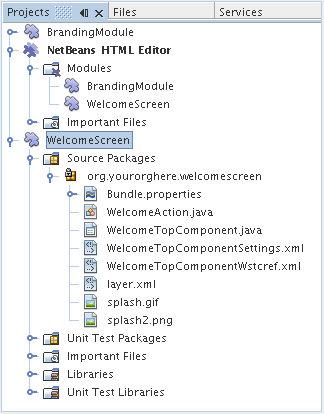 Projects Files Services
BrandingModule
NetBeans HTML Editor
Modules
BrandingModule
WelcomeScreen
Important Files
WelcomeScreen
Source Packages
org.yourorghere.welcomescreen
Bundle.properties
WelcomeAction.java
WelcomeTopComponent.java
WelcomeTopComponentSettings.xml
WelcomeTopComponentWstcref.xml
layer.xml
splash.gif
splash2.png
Unit Test Packages
Important Files
Libraries
Unit Test Libraries